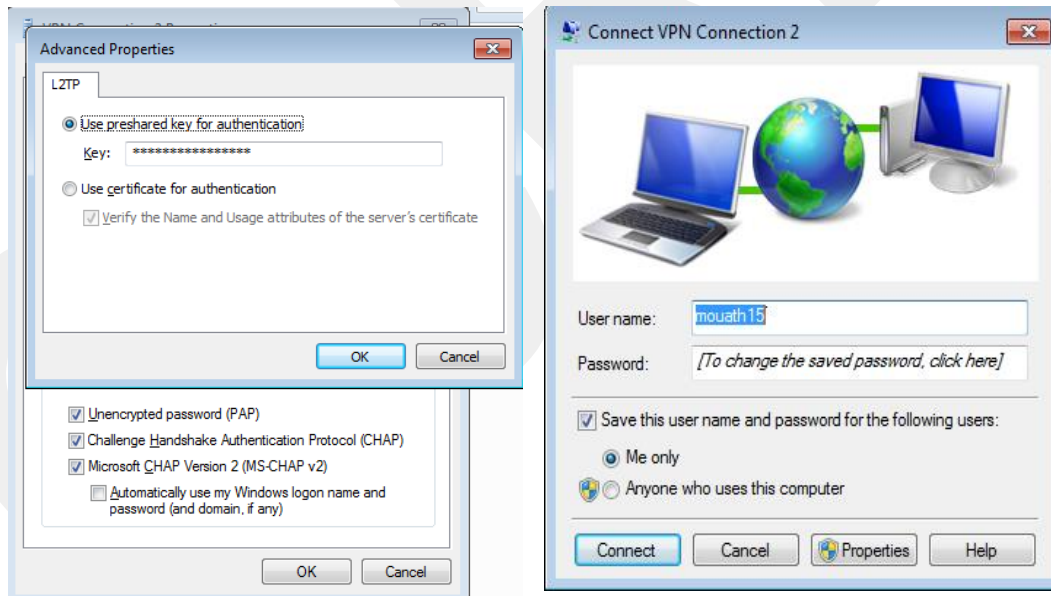 Advanced Properties
L2TP
Use preshared key for authentication
Key: ****************
Use certificate for authentication
Verify the Name and Usage attributes of the server's certificate
OK Cancel
Unencrypted password (PAP)
Challenge Handshake Authentication Protocol (CHAP)
Microsoft CHAP Version 2 (MS-CHAP v2)
Automatically use my Windows logon name and
password (and domain, if any)
OK Cancel
Connect VPN Connection 2
User name: mouath15
Password: [To change the saved password, click here]
Save this user name and password for the following users:
Me only
Anyone who uses this computer
Connect Cancel Properties Help